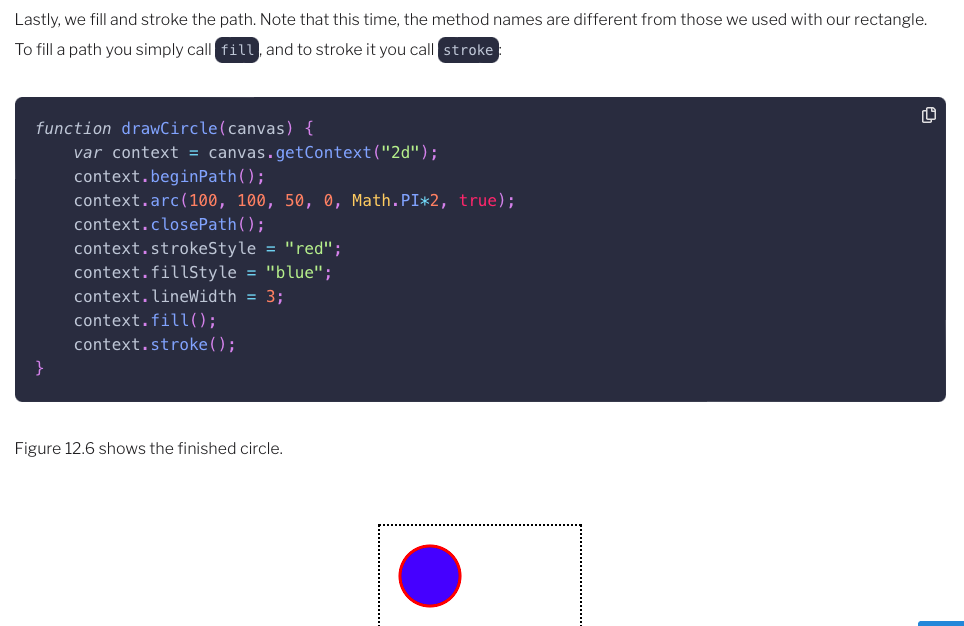 Lastly, we fill and stroke the path. Note that this time, the method names are different from those we used with our rectangle.
To fill a path you simply call fill, and to stroke it you call stroke:
function drawCircle(canvas) {
    var context = canvas.getContext("2d");
    context.beginPath();
    context.arc(100, 100, 50, 0, Math.PI*2, true);
    context.closePath();
    context.strokeStyle = "red";
    context.fillStyle = "blue";
    context.lineWidth = 3;
    context.fill();
    context.stroke();
}
Figure 12.6 shows the finished circle.